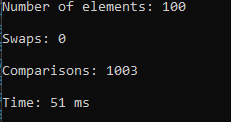 Number of elements: 100
Swaps: 0
Comparisons: 1003
Time: 51 ms